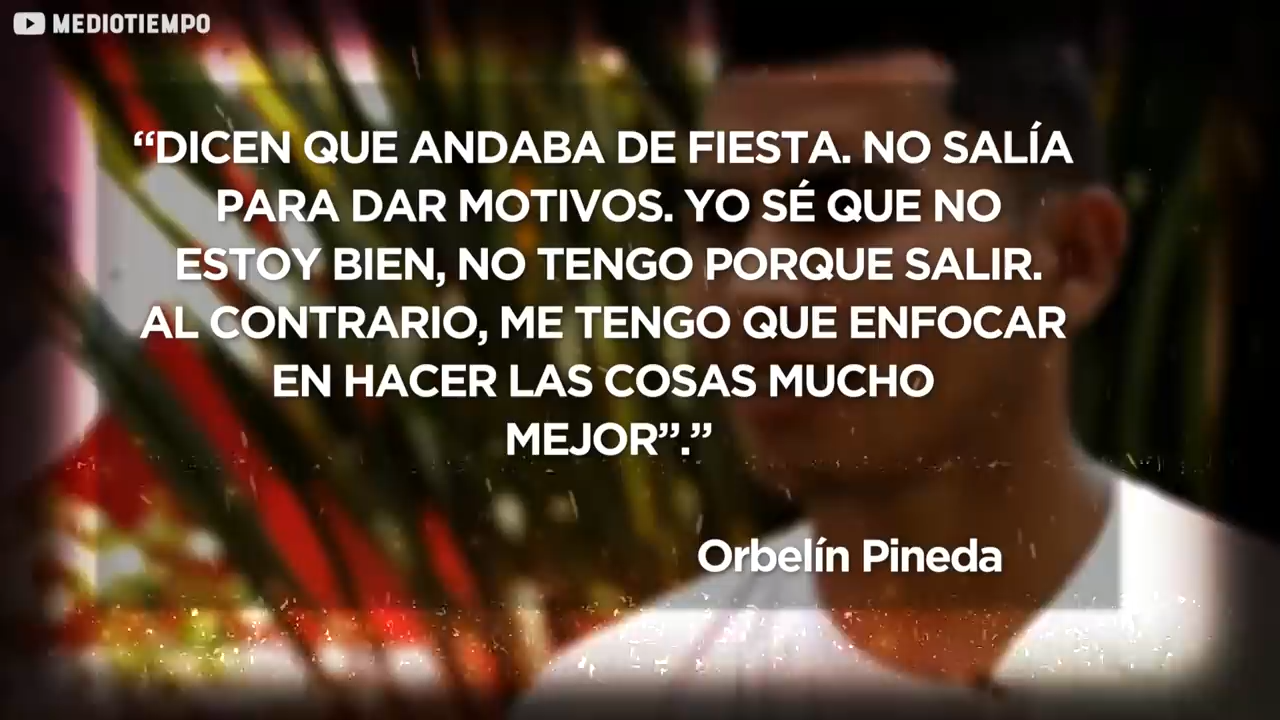 MEDIOTIEMPO
“DICEN QUE ANDABA DE FIESTA. NO SALÍA
PARA DAR MOTIVOS. YO SÉ QUE NO
ESTOY BIEN, NO TENGO PORQUE SALIR.
AL CONTRARIO, ME TENGO QUE ENFOCAR
EN HACER LAS COSAS MUCHO
MEJOR”.”
Orbelín Pineda